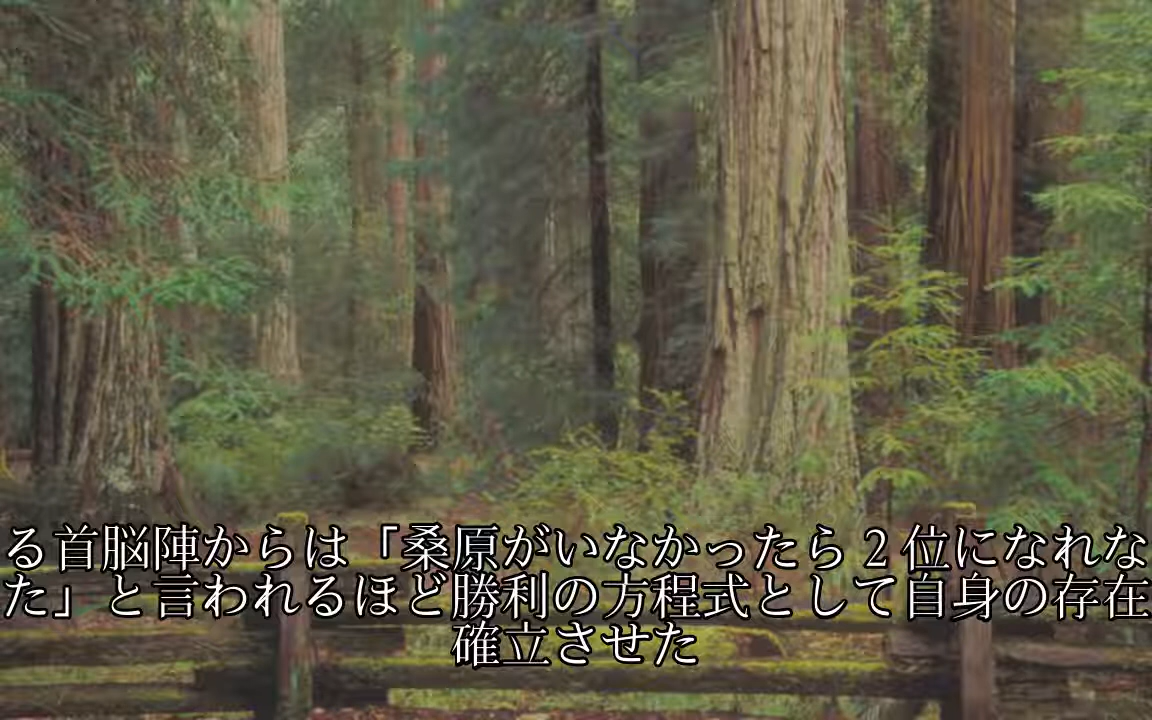 る首脳陣からは「桑原がいなかったら2位になれな
た」と言われるほど勝利の方程式として自身の存在
確立させた